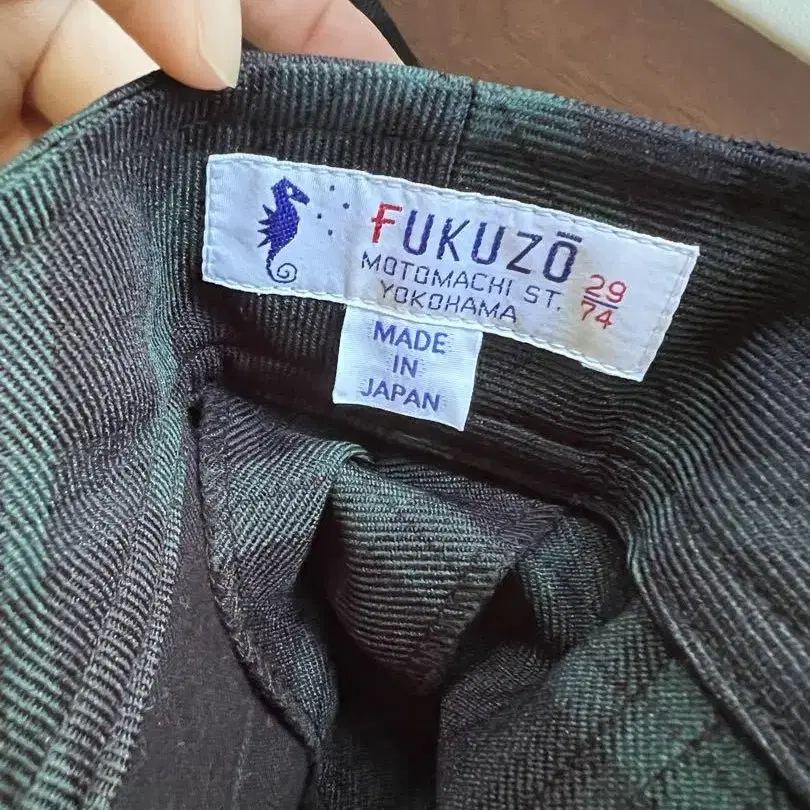 FUKUZŌ
MOTOMACHI ST.
YOKOHAMA
29
74
MADE
IN
JAPAN